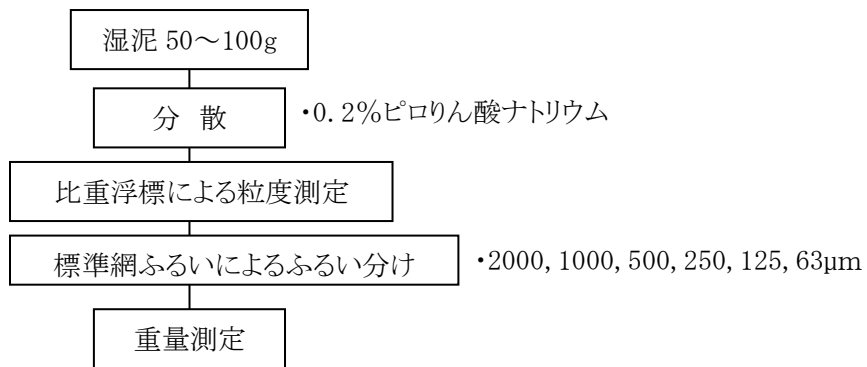 湿泥 50～100g
分 散 ・0.2%ピロりん酸ナトリウム
比重浮標による粒度測定
標準網ふるいによるふるい分け ・2000, 1000, 500, 250, 125, 63μm
重量測定